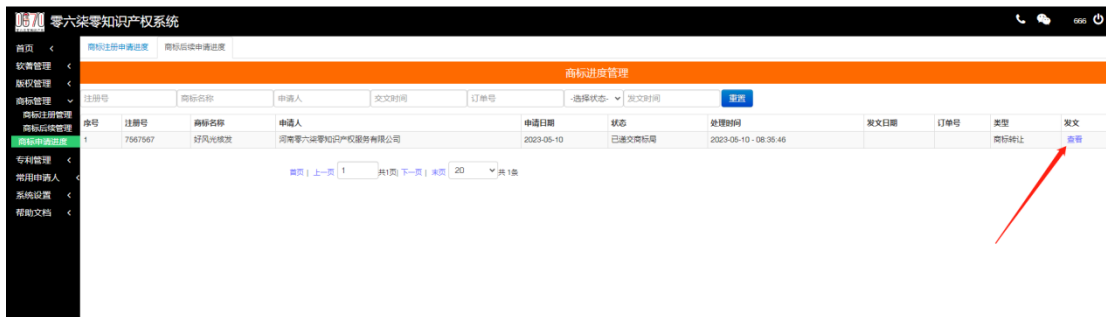 0670 零六柒零知识产权系统
666
首页
软著管理
版权管理
商标管理
商标注册管理
商标后续管理
商标申请进度
专利管理
常用申请人
系统设置
帮助文档
商标注册申请进度 商标后续申请进度
商标进度管理
注册号 商标名称 申请人 交文时间 订单号 -选择状态- 发文时间 重置
序号 注册号 商标名称 申请人 申请日期 状态 处理时间 发文日期 订单号 类型 发文
1 7567567 好风光核发 河南零六柒零知识产权服务有限公司 2023-05-10 已递交商标局 2023-05-10 - 08:35:46 商标转让 查看
首页 | 上一页 1 共1页| 下一页 | 末页 20 共 1条